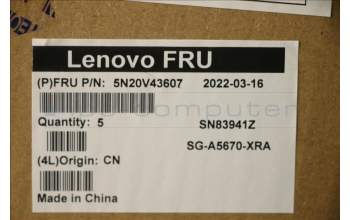 Lenovo FRU
(P)FRU P/N: 5N20V43607 2022-03-16
Quantity: 5 SN83941Z
SG-A5670-XRA
(4L)Origin: CN
Made in China